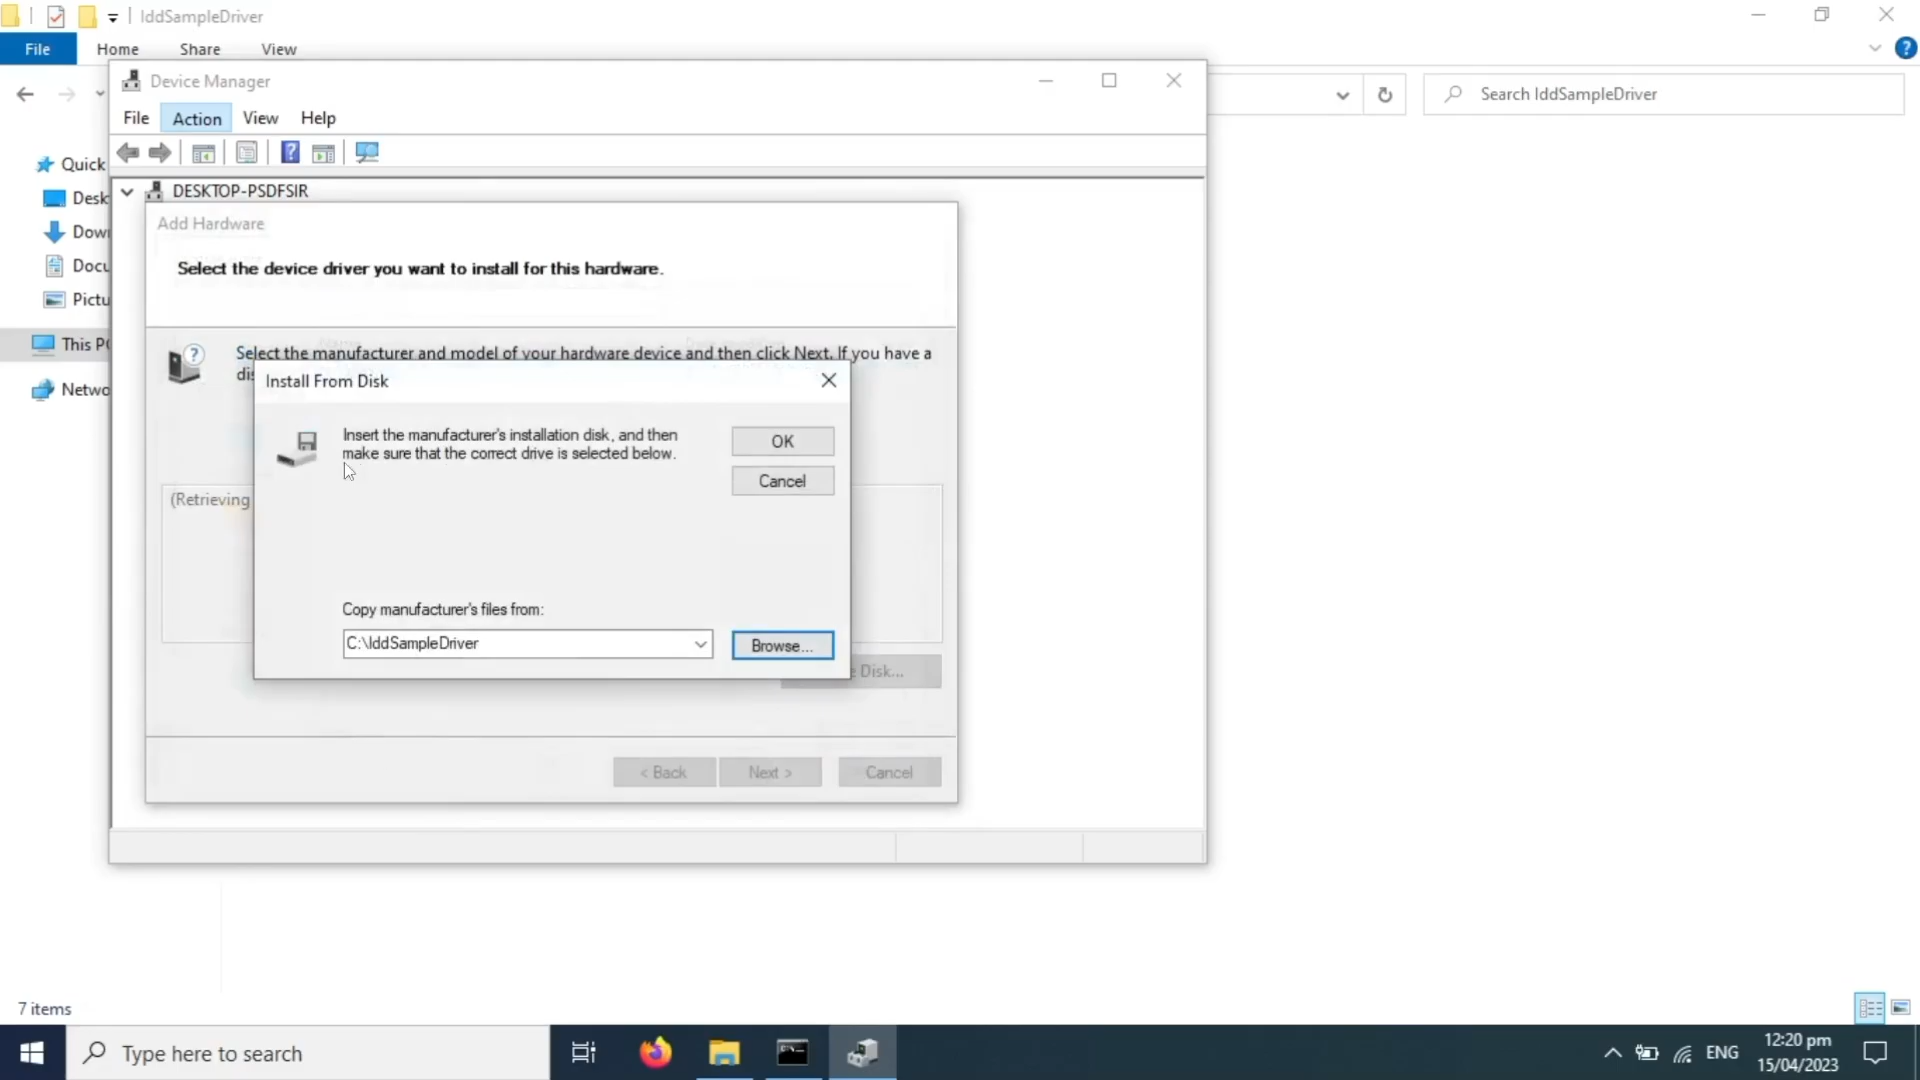 IddSampleDriver
File
Home
Share
View
Device Manager
Search IddSampleDriver
File
Action
View
Help
Quick
Desk
Down
Docu
Pictu
This PC
Netwo
DESKTOP-PSDFSIR
Add Hardware
Select the device driver you want to install for this hardware.
Select the manufacturer and model of your hardware device and then click Next. If you have a
dis
Install From Disk
Insert the manufacturer's installation disk, and then
make sure that the correct drive is selected below.
OK
Cancel
(Retrieving
Copy manufacturer's files from:
C:\IddSampleDriver
Browse...
e Disk...
< Back
Next >
Cancel
7 items
Type here to search
ENG
12:20 pm
15/04/2023